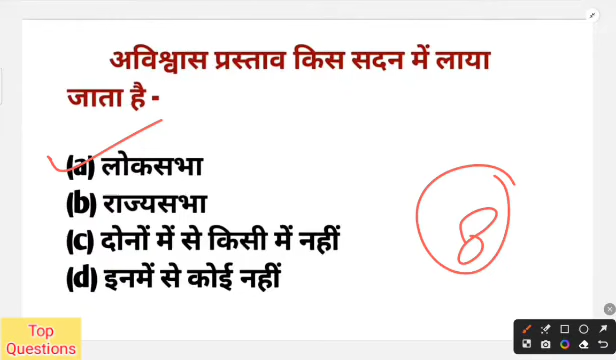 अविश्वास प्रस्ताव किस सदन में लाया
जाता है -
(a) लोकसभा
(b) राज्यसभा
(c) दोनों में से किसी में नहीं
(d) इनमें से कोई नहीं
8
Top
Questions